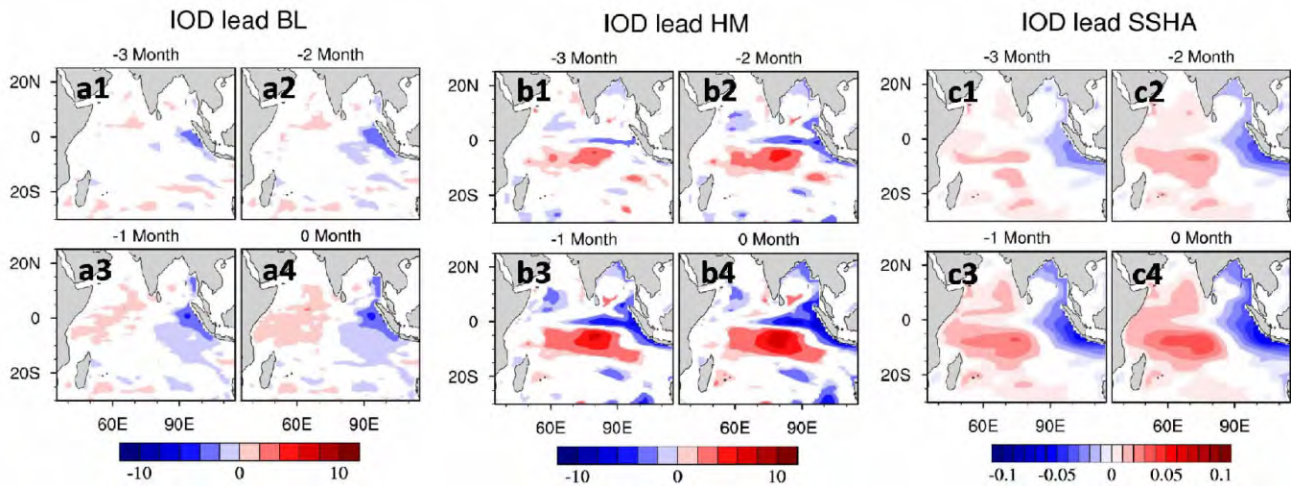 IOD lead BL
-3 Month
-2 Month
20N
0
20S
a1
a2
-1 Month
0 Month
20N
0
20S
a3
a4
60E
90E
60E
90E
-10
0
10
IOD lead HM
-3 Month
-2 Month
20N
0
20S
b1
b2
-1 Month
0 Month
20N
0
20S
b3
b4
60E
90E
60E
90E
-10
0
10
IOD lead SSHA
-3 Month
-2 Month
20N
0
20S
c1
c2
-1 Month
0 Month
20N
0
20S
c3
c4
60E
90E
60E
90E
-0.1
-0.05
0
0.05
0.1